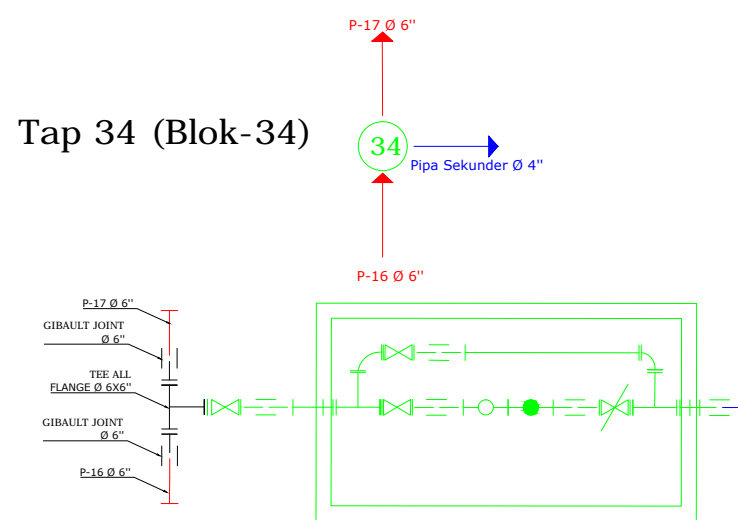 P-17 Ø 6"
Tap 34 (Blok-34)
34
Pipa Sekunder Ø 4"
P-16 Ø 6"
P-17 Ø 6"
GIBAULT JOINT
Ø 6"
TEE ALL
FLANGE Ø 6X6"
GIBAULT JOINT
Ø 6"
P-16 Ø 6"